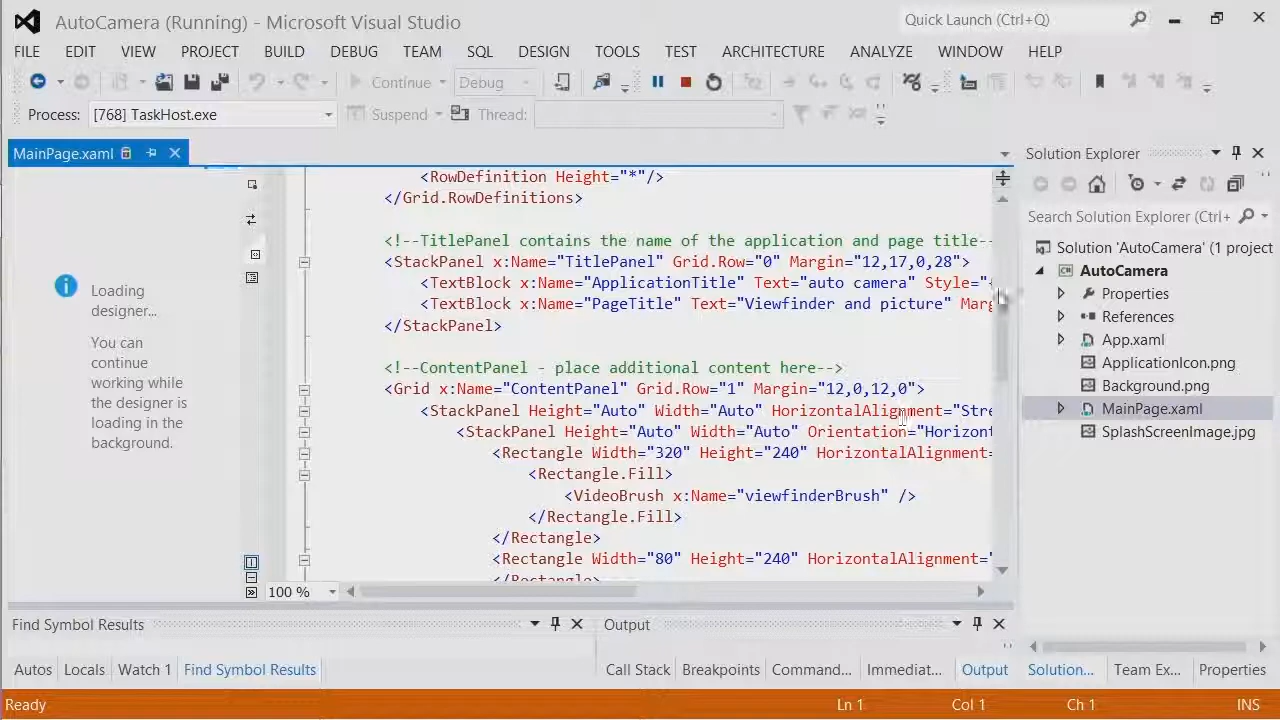 AutoCamera (Running) - Microsoft Visual Studio
Quick Launch (Ctrl+Q)
FILE EDIT VIEW PROJECT BUILD DEBUG TEAM SQL DESIGN TOOLS TEST ARCHITECTURE ANALYZE WINDOW HELP
Continue Debug
Process: [768] TaskHost.exe Suspend Thread:
MainPage.xaml
Loading
designer...
You can
continue
working while
the designer is
loading in the
background.
<RowDefinition Height="*"/>
</Grid.RowDefinitions>
<!--TitlePanel contains the name of the application and page title--
<StackPanel x:Name="TitlePanel" Grid.Row="0" Margin="12,17,0,28">
<TextBlock x:Name="ApplicationTitle" Text="auto camera" Style="{
<TextBlock x:Name="PageTitle" Text="Viewfinder and picture" Marg
</StackPanel>
<!--ContentPanel - place additional content here-->
<Grid x:Name="ContentPanel" Grid.Row="1" Margin="12,0,12,0">
<StackPanel Height="Auto" Width="Auto" HorizontalAlignment="Stre
<StackPanel Height="Auto" Width="Auto" Orientation="Horizont
<Rectangle Width="320" Height="240" HorizontalAlignment=
<Rectangle.Fill>
<VideoBrush x:Name="viewfinderBrush" />
</Rectangle.Fill>
</Rectangle>
<Rectangle Width="80" Height="240" HorizontalAlignment="
</Rectangle>
100 %
Solution Explorer
Search Solution Explorer (Ctrl+
Solution 'AutoCamera' (1 project
AutoCamera
Properties
References
App.xaml
ApplicationIcon.png
Background.png
MainPage.xaml
SplashScreenImage.jpg
Find Symbol Results
Output
Autos Locals Watch 1 Find Symbol Results
Call Stack Breakpoints Command... Immediat... Output
Solution... Team Ex... Properties
Ready Ln 1 Col 1 Ch 1 INS